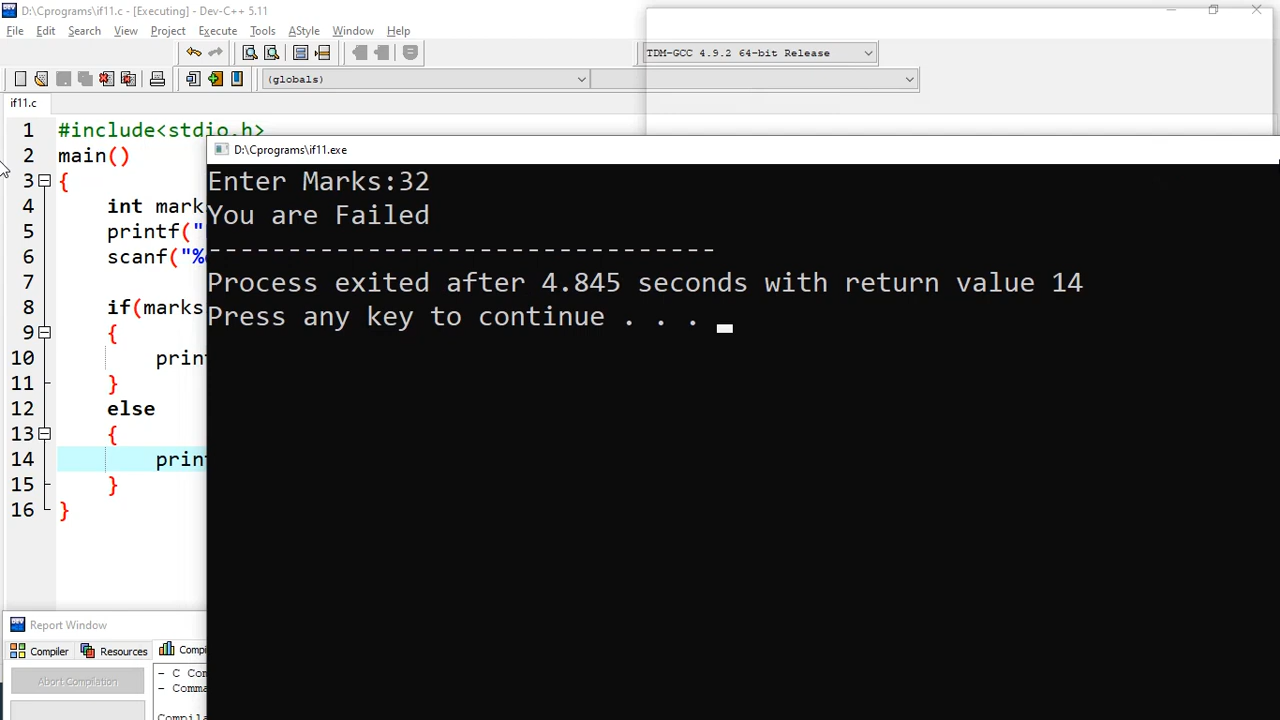 D:\Cprograms\if11.c - [Executing] - Dev-C++ 5.11
File Edit Search View Project Execute Tools AStyle Window Help
TDM-GCC 4.9.2 64-bit Release
(globals)
if11.c
1 #include<stdio.h>
2 main()
3 {
4 int mark
5 printf("
6 scanf("%
7
8 if(marks
9 {
10 print
11 }
12 else
13 {
14 print
15 }
16 }
D:\Cprograms\if11.exe
Enter Marks:32
You are Failed
--------------------------------
Process exited after 4.845 seconds with return value 14
Press any key to continue . . .
Report Window
Compiler Resources Compi
Abort Compilation
- C Com
- Comma
Compila